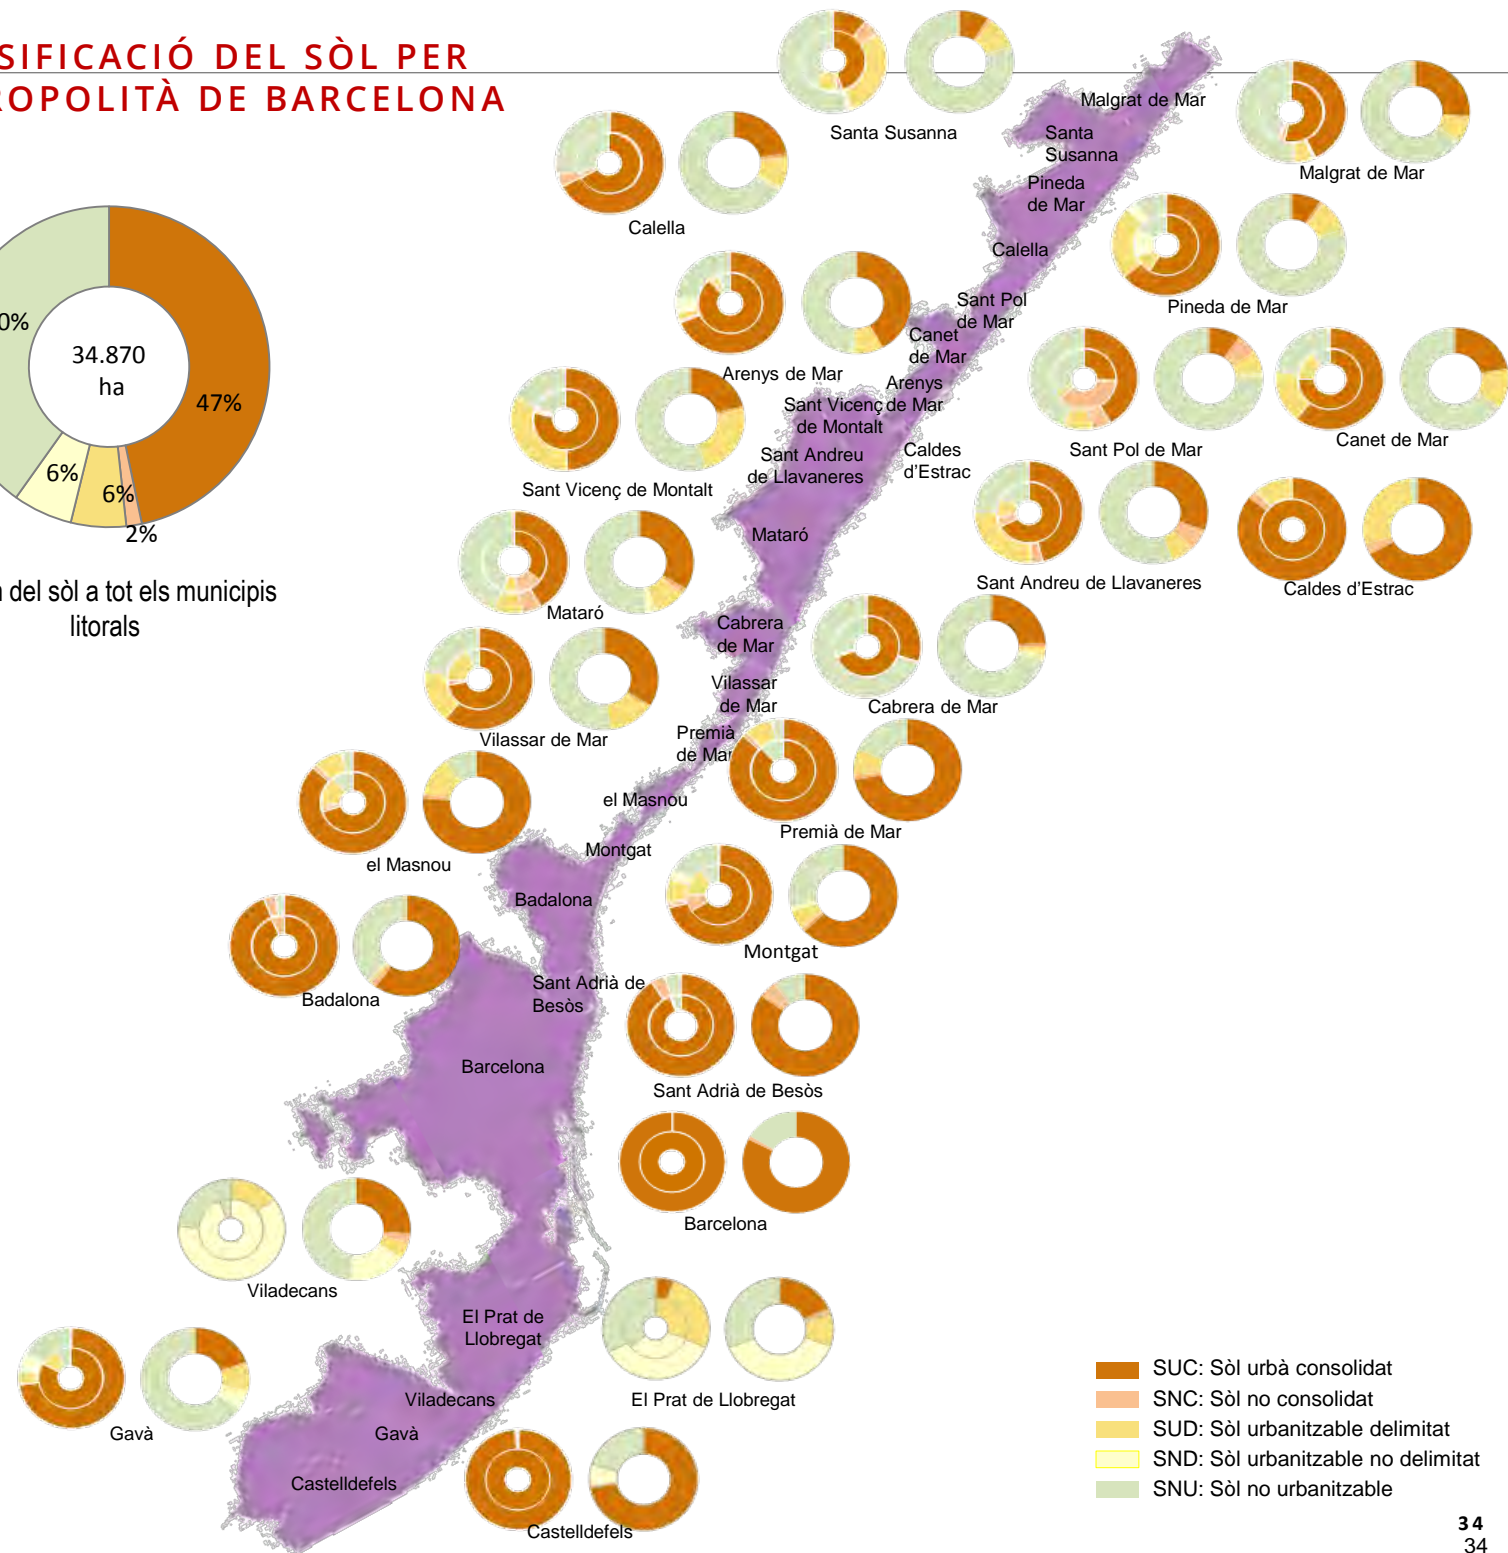 SIFICACIÓ DEL SÒL PER
ROPOLITÀ DE BARCELONA
Santa Susanna
Malgrat de Mar
Santa
Susanna
Malgrat de Mar
Pineda
de Mar
Calella
Calella
Pineda de Mar
0%
34.870
ha
47%
6%
6%
2%
del sòl a tot els municipis
litorals
Sant Pol
de Mar
Canet
de Mar
Arenys de Mar
Arenys
de Mar
Sant Vicenç
de Montalt
Sant Pol de Mar
Canet de Mar
Sant Vicenç de Montalt
Sant Andreu
de Llavaneres
Caldes
d'Estrac
Mataró
Sant Andreu de Llavaneres
Caldes d'Estrac
Mataró
Cabrera
de Mar
Vilassar
de Mar
Cabrera de Mar
Vilassar de Mar
Premià
de Mar
el Masnou
Premià de Mar
el Masnou
Montgat
Badalona
Montgat
Badalona
Sant Adrià de
Besòs
Barcelona
Sant Adrià de Besòs
Barcelona
Viladecans
El Prat de
Llobregat
El Prat de Llobregat
Viladecans
Gavà
Gavà
Castelldefels
Castelldefels
SUC: Sòl urbà consolidat
SNC: Sòl no consolidat
SUD: Sòl urbanitzable delimitat
SND: Sòl urbanitzable no delimitat
SNU: Sòl no urbanitzable
34
34